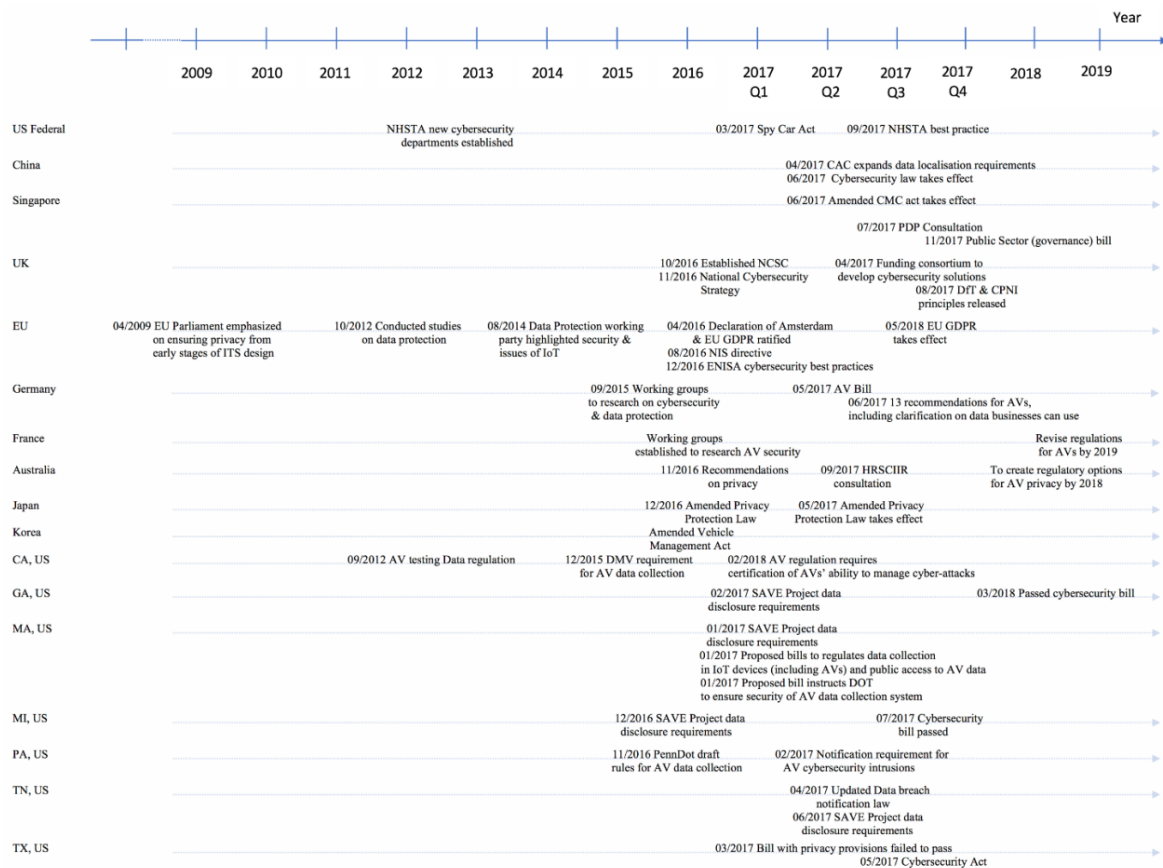 Year
2009 2010 2011 2012 2013 2014 2015 2016 2017 2017 2017 2017 2018 2019
Q1 Q2 Q3 Q4
US Federal NHSTA new cybersecurity 03/2017 Spy Car Act 09/2017 NHSTA best practice
departments established
China 04/2017 CAC expands data localisation requirements
06/2017 Cybersecurity law takes effect
Singapore 06/2017 Amended CMC act takes effect
07/2017 PDP Consultation
11/2017 Public Sector (governance) bill
UK 10/2016 Established NCSC 04/2017 Funding consortium to
11/2016 National Cybersecurity develop cybersecurity solutions
Strategy 08/2017 DfT & CPNI
principles released
EU 04/2009 EU Parliament emphasized 10/2012 Conducted studies 08/2014 Data Protection working 04/2016 Declaration of Amsterdam 05/2018 EU GDPR
on ensuring privacy from on data protection party highlighted security & & EU GDPR ratified takes effect
early stages of ITS design issues of IoT 08/2016 NIS directive
12/2016 ENISA cybersecurity best practices
Germany 09/2015 Working groups 05/2017 AV Bill
to research on cybersecurity 06/2017 13 recommendations for AVs,
& data protection including clarification on data businesses can use
France Working groups Revise regulations
established to research AV security for AVs by 2019
Australia 11/2016 Recommendations 09/2017 HRSCIIR To create regulatory options
on privacy consultation for AV privacy by 2018
Japan 12/2016 Amended Privacy 05/2017 Amended Privacy
Protection Law Protection Law takes effect
Korea Amended Vehicle
Management Act
CA, US 09/2012 AV testing Data regulation 12/2015 DMV requirement 02/2018 AV regulation requires
for AV data collection certification of AVs' ability to manage cyber-attacks
GA, US 02/2017 SAVE Project data 03/2018 Passed cybersecurity bill
disclosure requirements
MA, US 01/2017 SAVE Project data
disclosure requirements
01/2017 Proposed bills to regulates data collection
in IoT devices (including AVs) and public access to AV data
01/2017 Proposed bill instructs DOT
to ensure security of AV data collection system
MI, US 12/2016 SAVE Project data 07/2017 Cybersecurity
disclosure requirements bill passed
PA, US 11/2016 PennDot draft 02/2017 Notification requirement for
rules for AV data collection AV cybersecurity intrusions
TN, US 04/2017 Updated Data breach
notification law
06/2017 SAVE Project data
disclosure requirements
TX, US 03/2017 Bill with privacy provisions failed to pass
05/2017 Cybersecurity Act